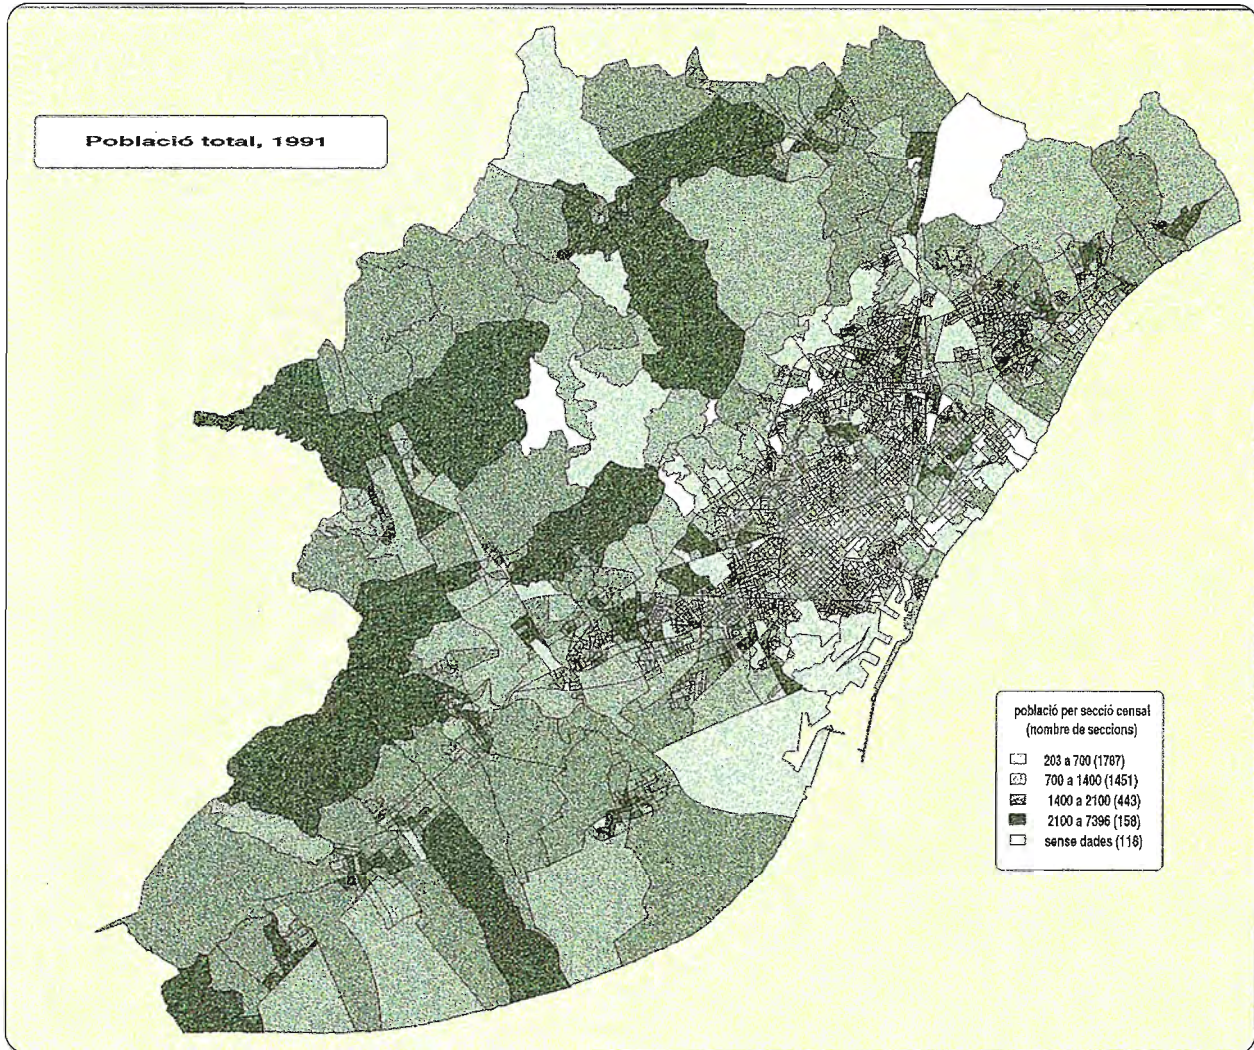 Població total, 1991
població per secció censal
(nombre de seccions)
203 a 700 (1787)
700 a 1400 (1451)
1400 a 2100 (443)
2100 a 7396 (158)
sense dades (118)